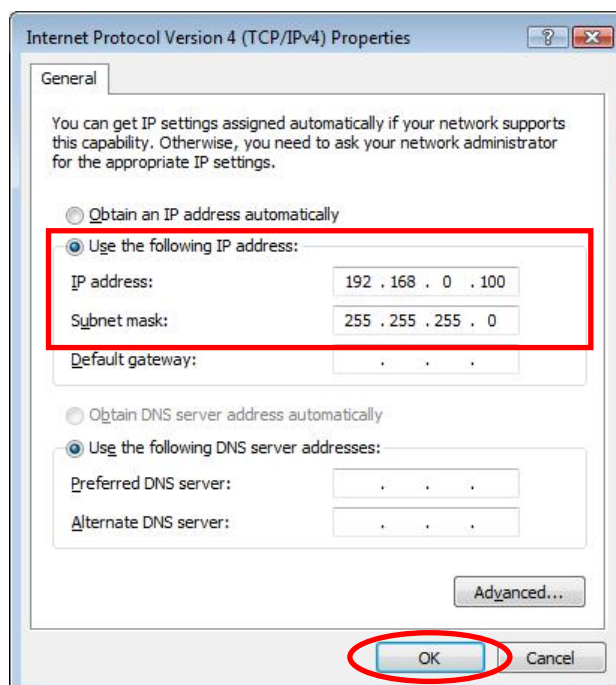 Internet Protocol Version 4 (TCP/IPv4) Properties
General
You can get IP settings assigned automatically if your network supports
this capability. Otherwise, you need to ask your network administrator
for the appropriate IP settings.
Obtain an IP address automatically
Use the following IP address:
IP address: 192 . 168 . 0 . 100
Subnet mask: 255 . 255 . 255 . 0
Default gateway: . . .
Obtain DNS server address automatically
Use the following DNS server addresses:
Preferred DNS server: . . .
Alternate DNS server: . . .
Advanced...
OK Cancel